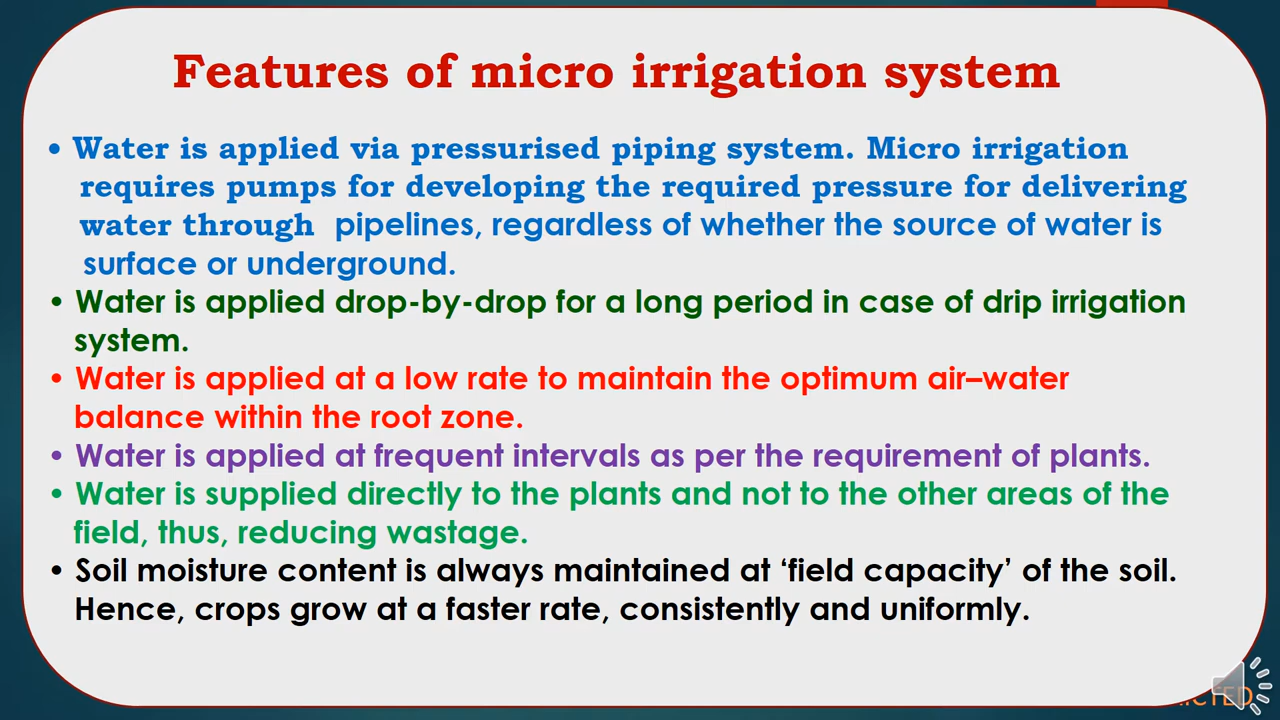 Features of micro irrigation system
• Water is applied via pressurised piping system. Micro irrigation
requires pumps for developing the required pressure for delivering
water through pipelines, regardless of whether the source of water is
surface or underground.
• Water is applied drop-by-drop for a long period in case of drip irrigation
system.
• Water is applied at a low rate to maintain the optimum air–water
balance within the root zone.
• Water is applied at frequent intervals as per the requirement of plants.
• Water is supplied directly to the plants and not to the other areas of the
field, thus, reducing wastage.
• Soil moisture content is always maintained at ‘field capacity’ of the soil.
Hence, crops grow at a faster rate, consistently and uniformly.